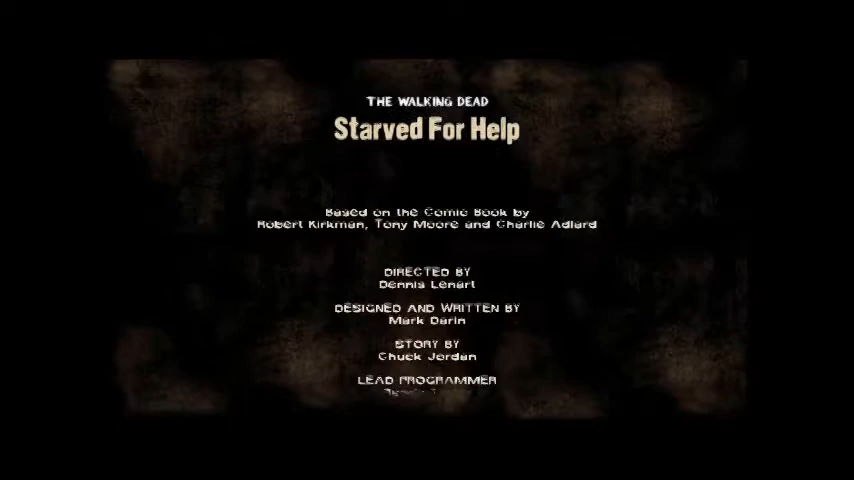 THE WALKING DEAD
Starved For Help
Based on the Comic Book by
Robert Kirkman, Tony Moore and Charlie Adlard
DIRECTED BY
Dennis Lenart
DESIGNED AND WRITTEN BY
Mark Darin
STORY BY
Chuck Jordan
LEAD PROGRAMMER